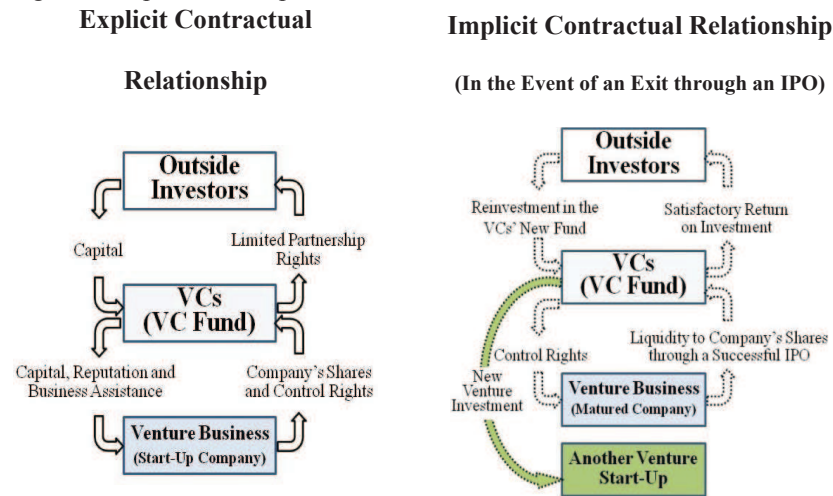 Explicit Contractual
Relationship
Outside
Investors
Capital
Limited Partnership
Rights
VCs
(VC Fund)
Capital, Reputation and
Business Assistance
Company's Shares
and Control Rights
Venture Business
(Start-Up Company)
Implicit Contractual Relationship
(In the Event of an Exit through an IPO)
Outside
Investors
Reinvestment in the
VCs' New Fund
Satisfactory Return
on Investment
VCs
(VC Fund)
Control Rights
Liquidity to Company's Shares
through a Successful IPO
New
Venture
Investment
Venture Business
(Matured Company)
Another Venture
Start-Up